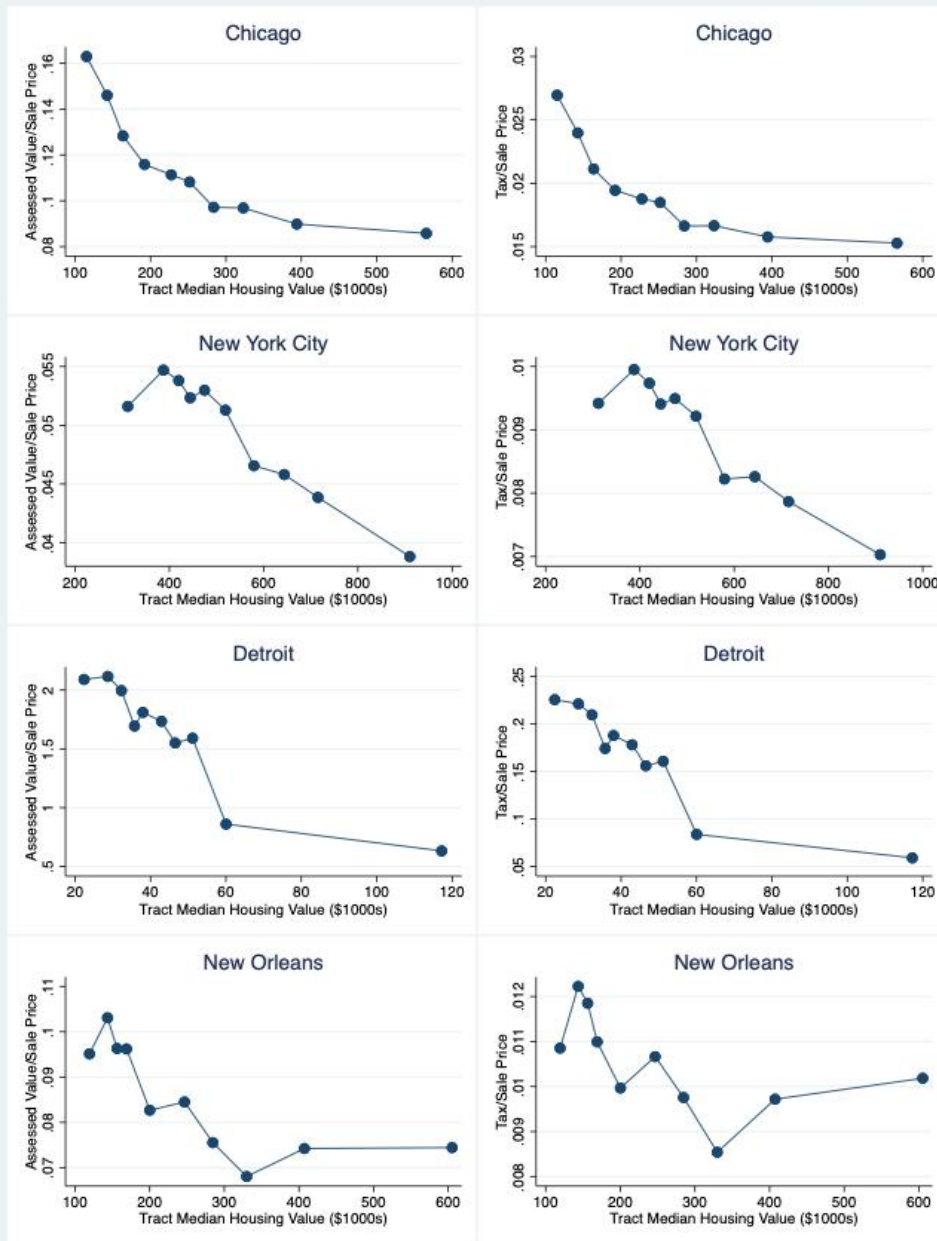 Chicago
Assessed Value/Sale Price
.16
.14
.12
.1
.08
100 200 300 400 500 600
Tract Median Housing Value ($1000s)
Chicago
Tax/Sale Price
.03
.025
.02
.015
100 200 300 400 500 600
Tract Median Housing Value ($1000s)
New York City
Assessed Value/Sale Price
.055
.05
.045
.04
200 400 600 800 1000
Tract Median Housing Value ($1000s)
New York City
Tax/Sale Price
.01
.009
.008
.007
200 400 600 800 1000
Tract Median Housing Value ($1000s)
Detroit
Assessed Value/Sale Price
2
1.5
1
.5
20 40 60 80 100 120
Tract Median Housing Value ($1000s)
Detroit
Tax/Sale Price
.25
.2
.15
.1
.05
20 40 60 80 100 120
Tract Median Housing Value ($1000s)
New Orleans
Assessed Value/Sale Price
.11
.1
.09
.08
.07
100 200 300 400 500 600
Tract Median Housing Value ($1000s)
New Orleans
Tax/Sale Price
.012
.011
.01
.009
.008
100 200 300 400 500 600
Tract Median Housing Value ($1000s)